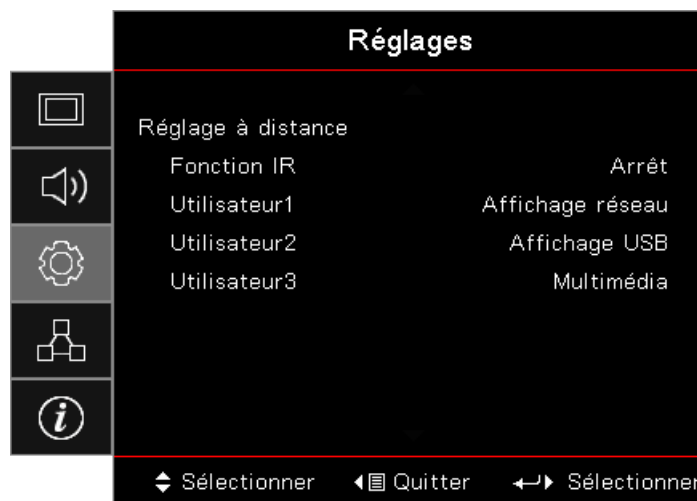 Réglages
Réglage à distance
Fonction IR Arrêt
Utilisateur1 Affichage réseau
Utilisateur2 Affichage USB
Utilisateur3 Multimédia
Sélectionner Quitter Sélectionner